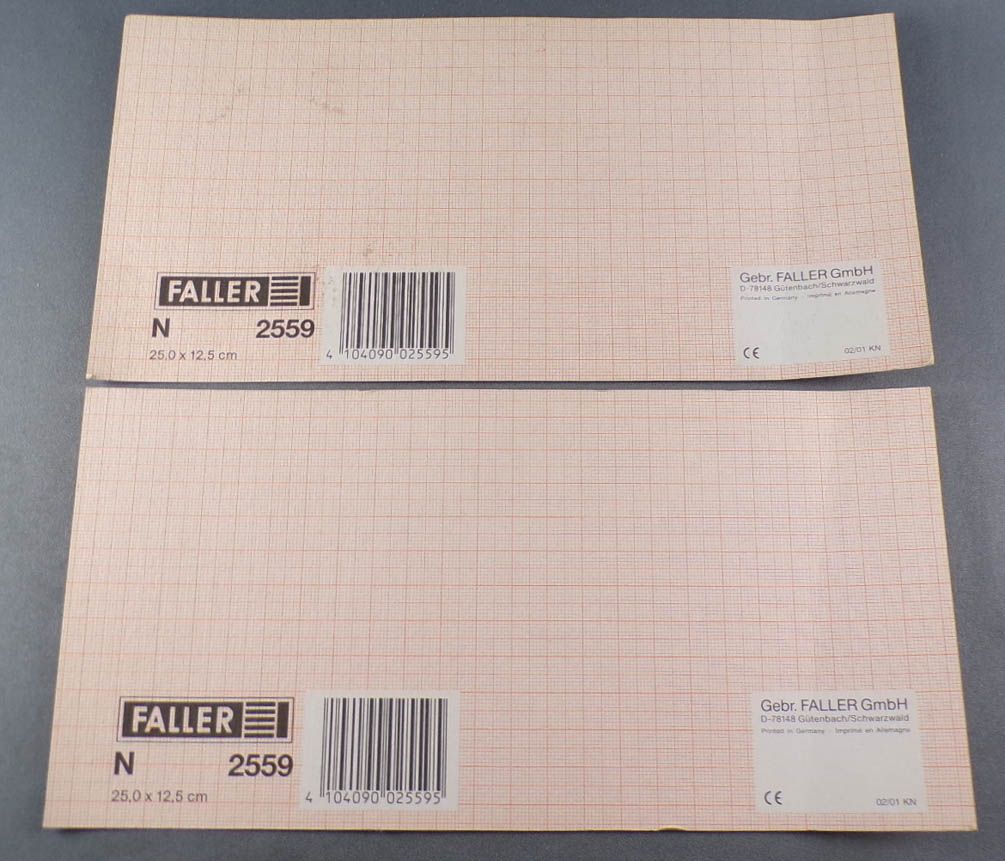 FALLER
N 2559
25,0 x 12,5 cm
4 104090 025595
Gebr. FALLER GmbH
D-78148 Gütenbach/Schwarzwald
Printed in Germany · Imprimé en Allemagne
CE
02/01 KN
FALLER
N 2559
25,0 x 12,5 cm
4 104090 025595
Gebr. FALLER GmbH
D-78148 Gütenbach/Schwarzwald
Printed in Germany · Imprimé en Allemagne
CE
02/01 KN